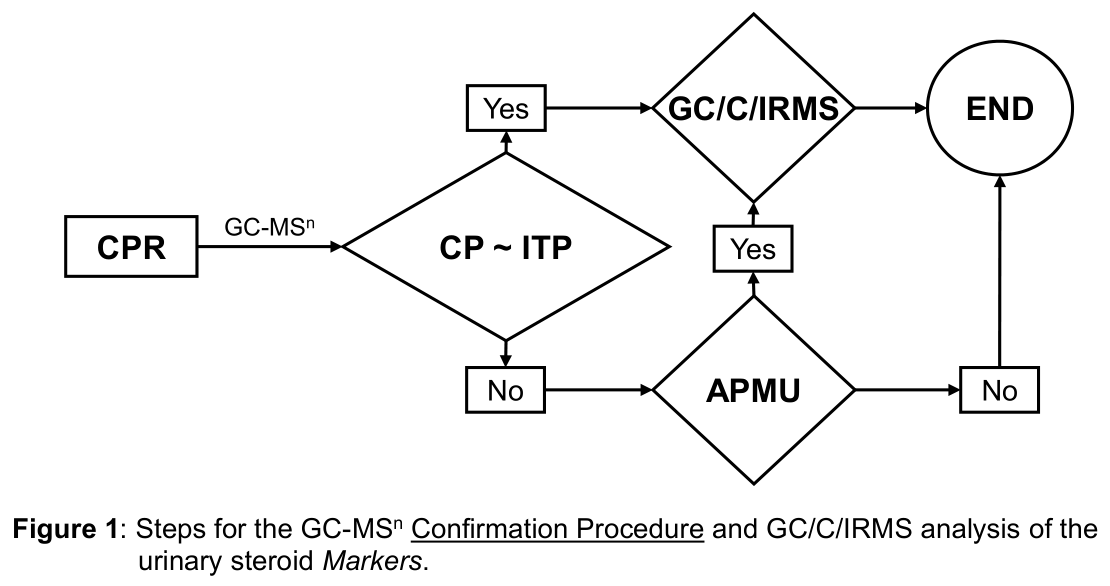 Yes
GC/C/IRMS
END
CPR
GC-MSⁿ
CP ~ ITP
Yes
No
APMU
No
Figure 1: Steps for the GC-MSⁿ Confirmation Procedure and GC/C/IRMS analysis of the
urinary steroid Markers.